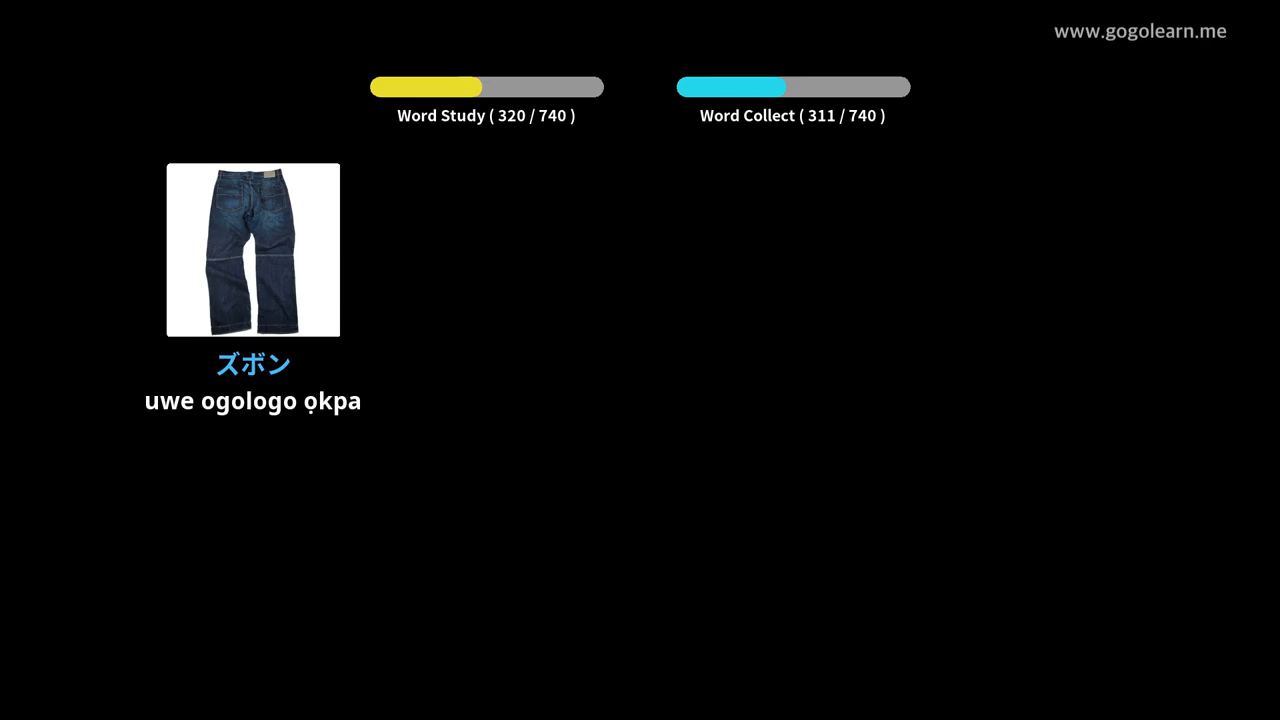 www.gogolearn.me
Word Study ( 320 / 740 )
Word Collect ( 311 / 740 )
ズボン
uwe ogologo ọkpa